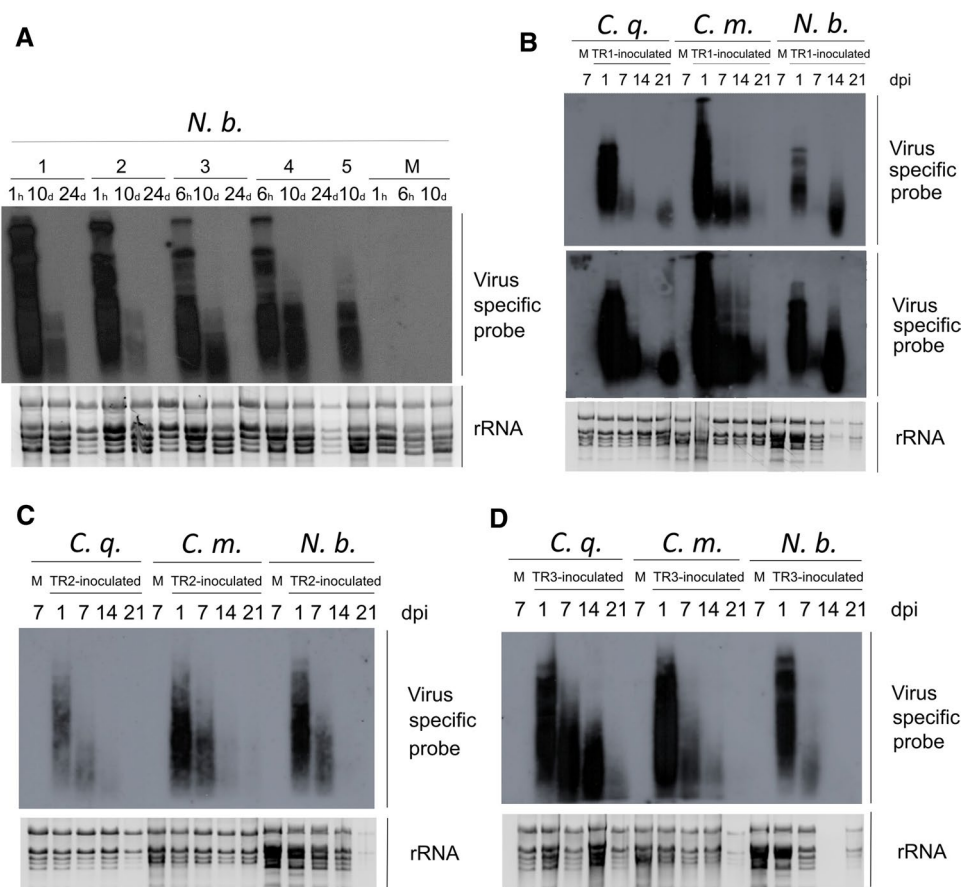 A
N. b.
1 2 3 4 5 M
1h 10d 24d 1h 10d 24d 6h 10d 24d 6h 10d 24d 10d 1h 6h 10d
Virus
specific
probe
rRNA
B
C. q. C. m. N. b.
M TR1-inoculated M TR1-inoculated M TR1-inoculated
7 1 7 14 21 7 1 7 14 21 7 1 7 14 21 dpi
Virus
specific
probe
Virus
specific
probe
rRNA
C
C. q. C. m. N. b.
M TR2-inoculated M TR2-inoculated M TR2-inoculated
7 1 7 14 21 7 1 7 14 21 7 1 7 14 21 dpi
Virus
specific
probe
rRNA
D
C. q. C. m. N. b.
M TR3-inoculated M TR3-inoculated M TR3-inoculated
7 1 7 14 21 7 1 7 14 21 7 1 7 14 21 dpi
Virus
specific
probe
rRNA